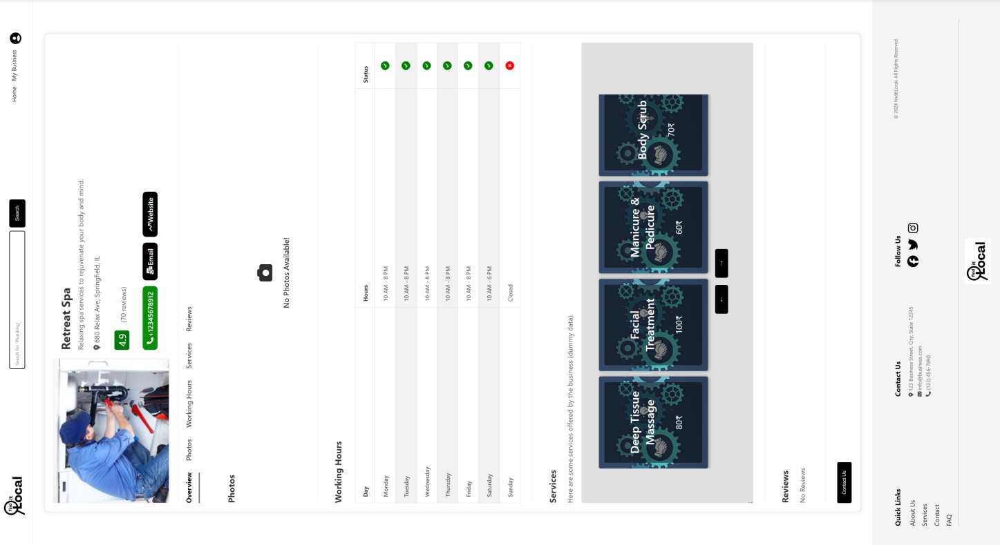 find it
Local
Search for 'Plumbing'
Search
Home
My Business
Retreat Spa
Relaxing spa services to rejuvenate your body and mind.
680 Relax Ave, Springfield, IL
4.9 (70 reviews)
+12345678912
Email
Website
Overview
Photos
Working Hours
Services
Reviews
Photos
No Photos Available!
Working Hours
Day Hours Status
Monday 10 AM - 8 PM
Tuesday 10 AM - 8 PM
Wednesday 10 AM - 8 PM
Thursday 10 AM - 8 PM
Friday 10 AM - 8 PM
Saturday 10 AM - 6 PM
Sunday Closed
Services
Here are some services offered by the business (dummy data).
Deep Tissue
Massage
80₹
Facial
Treatment
100₹
Manicure &
Pedicure
60₹
Body Scrub
70₹
←
→
Reviews
No Reviews
Contact Us
Quick Links
About Us
Services
Contact
FAQ
Contact Us
123 Business Street, City, State 12345
info@business.com
(123) 456-7890
Follow Us
© 2024 finditLocal. All Rights Reserved.
find it
Local